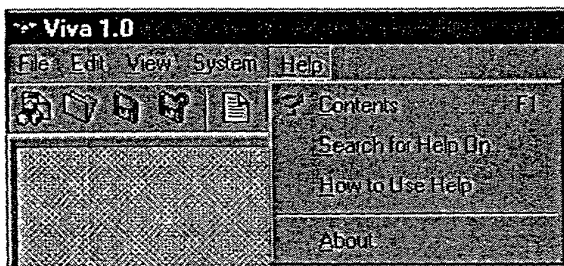 Viva 1.0
File Edit View System Help
Contents F1
Search for Help On...
How to Use Help
About